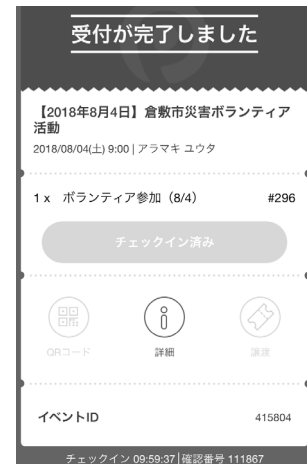 受付が完了しました
【2018年8月4日】倉敷市災害ボランティア
活動
2018/08/04(土) 9:00 | アラマキ ユウタ
1 x ボランティア参加（8/4） #296
チェックイン済み
QRコード 詳細 譲渡
イベントID 415804
チェックイン 09:59:37 | 確認番号 111867